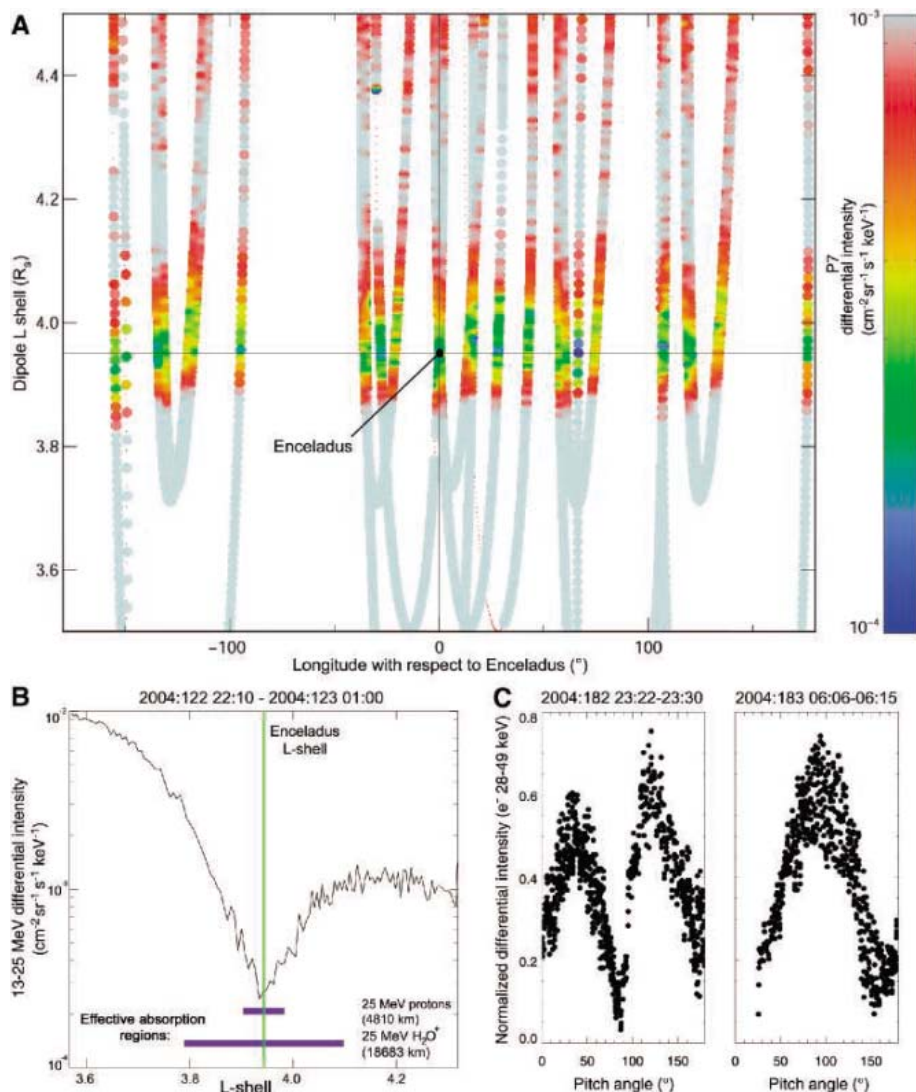 A
10⁻³
4.4
4.2
4.0
3.8
3.6
Dipole L shell (Rₛ)
Enceladus
−100
0
100
Longitude with respect to Enceladus (°)
P7
differential intensity
(cm⁻² sr⁻¹ s⁻¹ keV⁻¹)
10⁻⁴
B
2004:122 22:10 - 2004:123 01:00
10⁻²
10⁻³
10⁻⁴
13-25 MeV differential intensity
(cm⁻² sr⁻¹ s⁻¹ keV⁻¹)
Enceladus
L-shell
Effective absorption
regions:
25 MeV protons
(4810 km)
25 MeV H₂O⁺
(18683 km)
3.6
3.8
4.0
4.2
L-shell
C
2004:182 23:22-23:30
2004:183 06:06-06:15
Normalized differential intensity (e⁻ 28-49 keV)
0.8
0.6
0.4
0.2
0.0
0
50
100
150
Pitch angle (°)
0
50
100
150
Pitch angle (°)